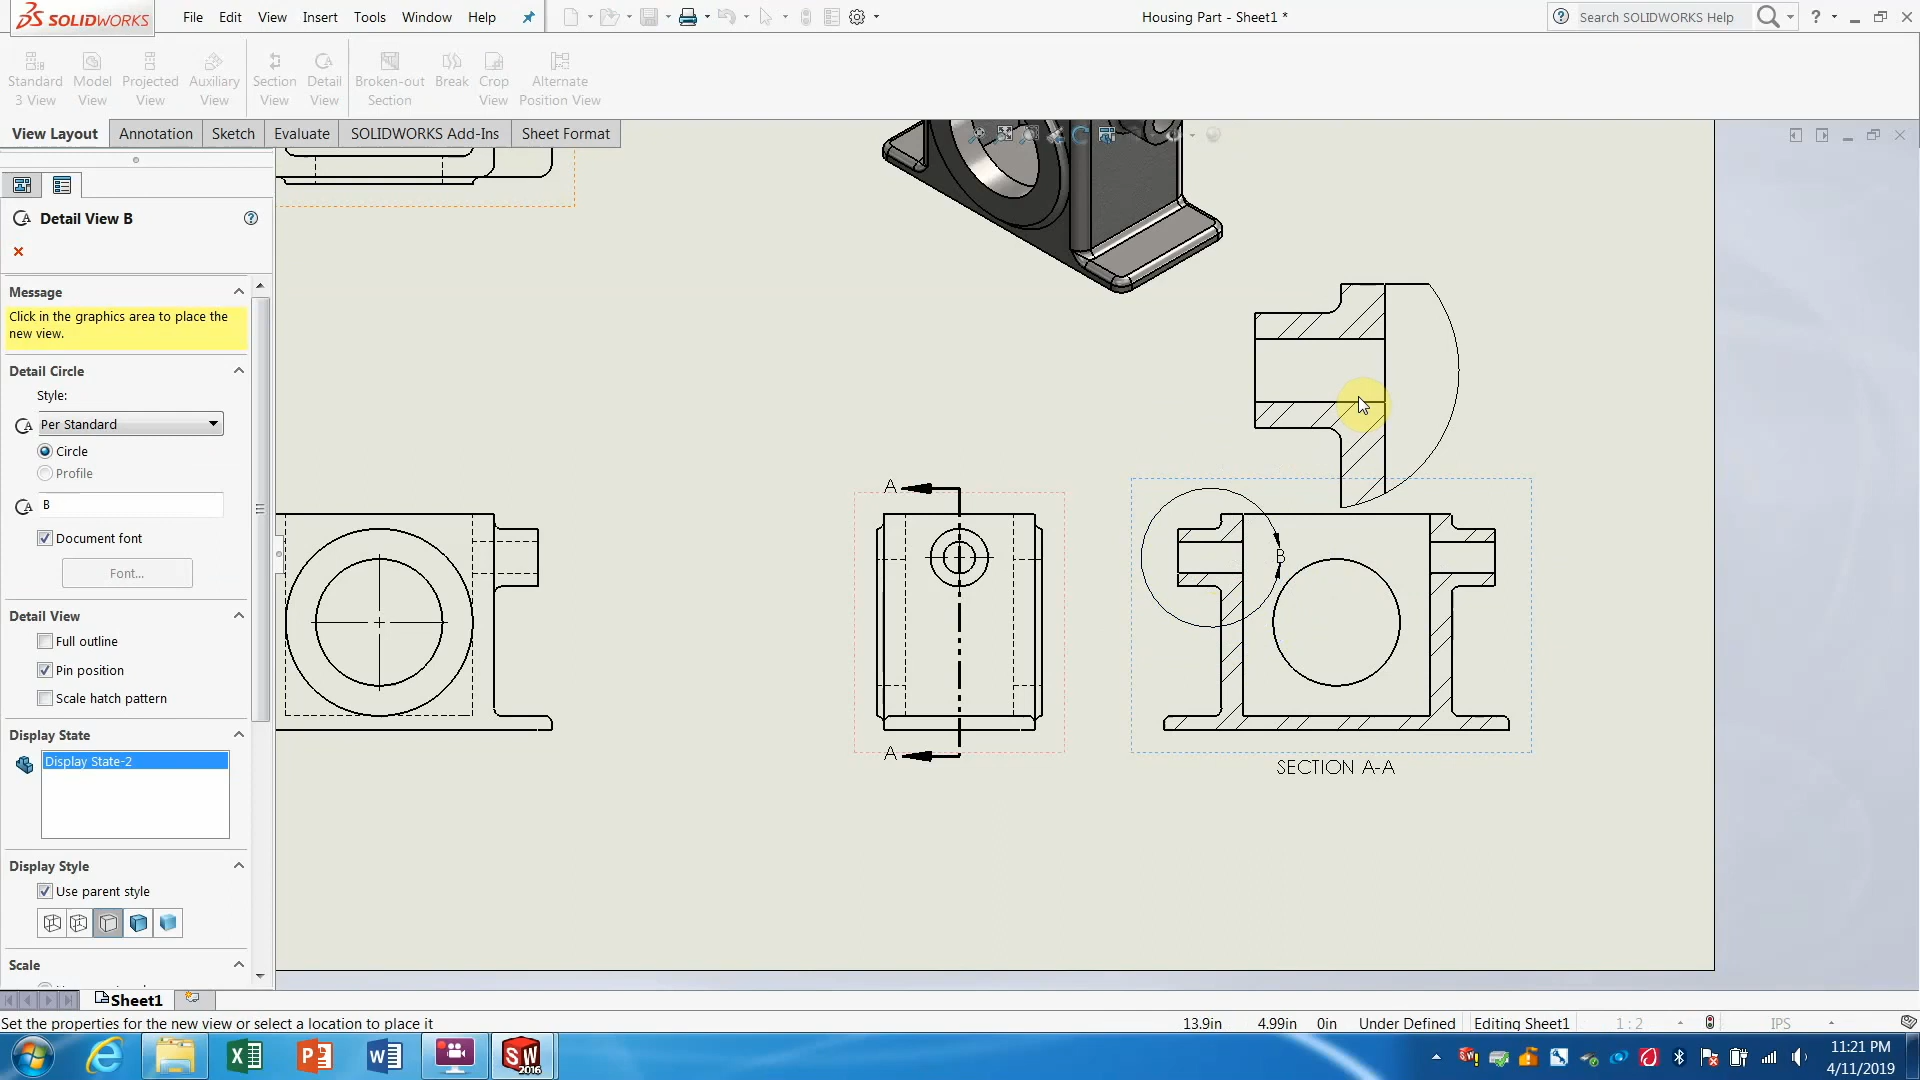 SOLIDWORKS
File Edit View Insert Tools Window Help
Housing Part - Sheet1 *
Search SOLIDWORKS Help
Standard 3 View
Model View
Projected View
Auxiliary View
Section View
Detail View
Broken-out Section
Break
Crop View
Alternate Position View
View Layout Annotation Sketch Evaluate SOLIDWORKS Add-Ins Sheet Format
Detail View B
Message
Click in the graphics area to place the
new view.
Detail Circle
Style:
Per Standard
Circle
Profile
B
Document font
Font...
Detail View
Full outline
Pin position
Scale hatch pattern
Display State
Display State-2
Display Style
Use parent style
Scale
A
A
B
SECTION A-A
Sheet1
Set the properties for the new view or select a location to place it
13.9in 4.99in 0in Under Defined Editing Sheet1 1 : 2 IPS
SW 2016
11:21 PM
4/11/2019